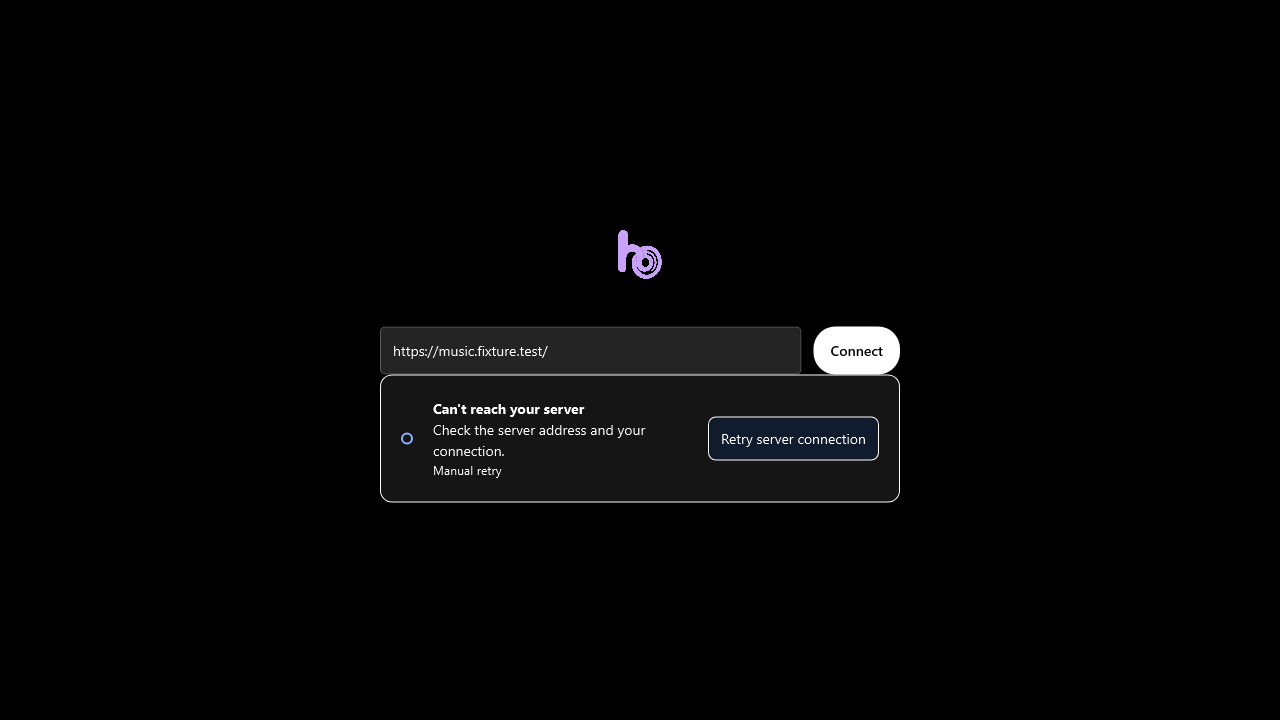 https://music.fixture.test/
Connect
Can't reach your server
Check the server address and your
connection.
Manual retry
Retry server connection